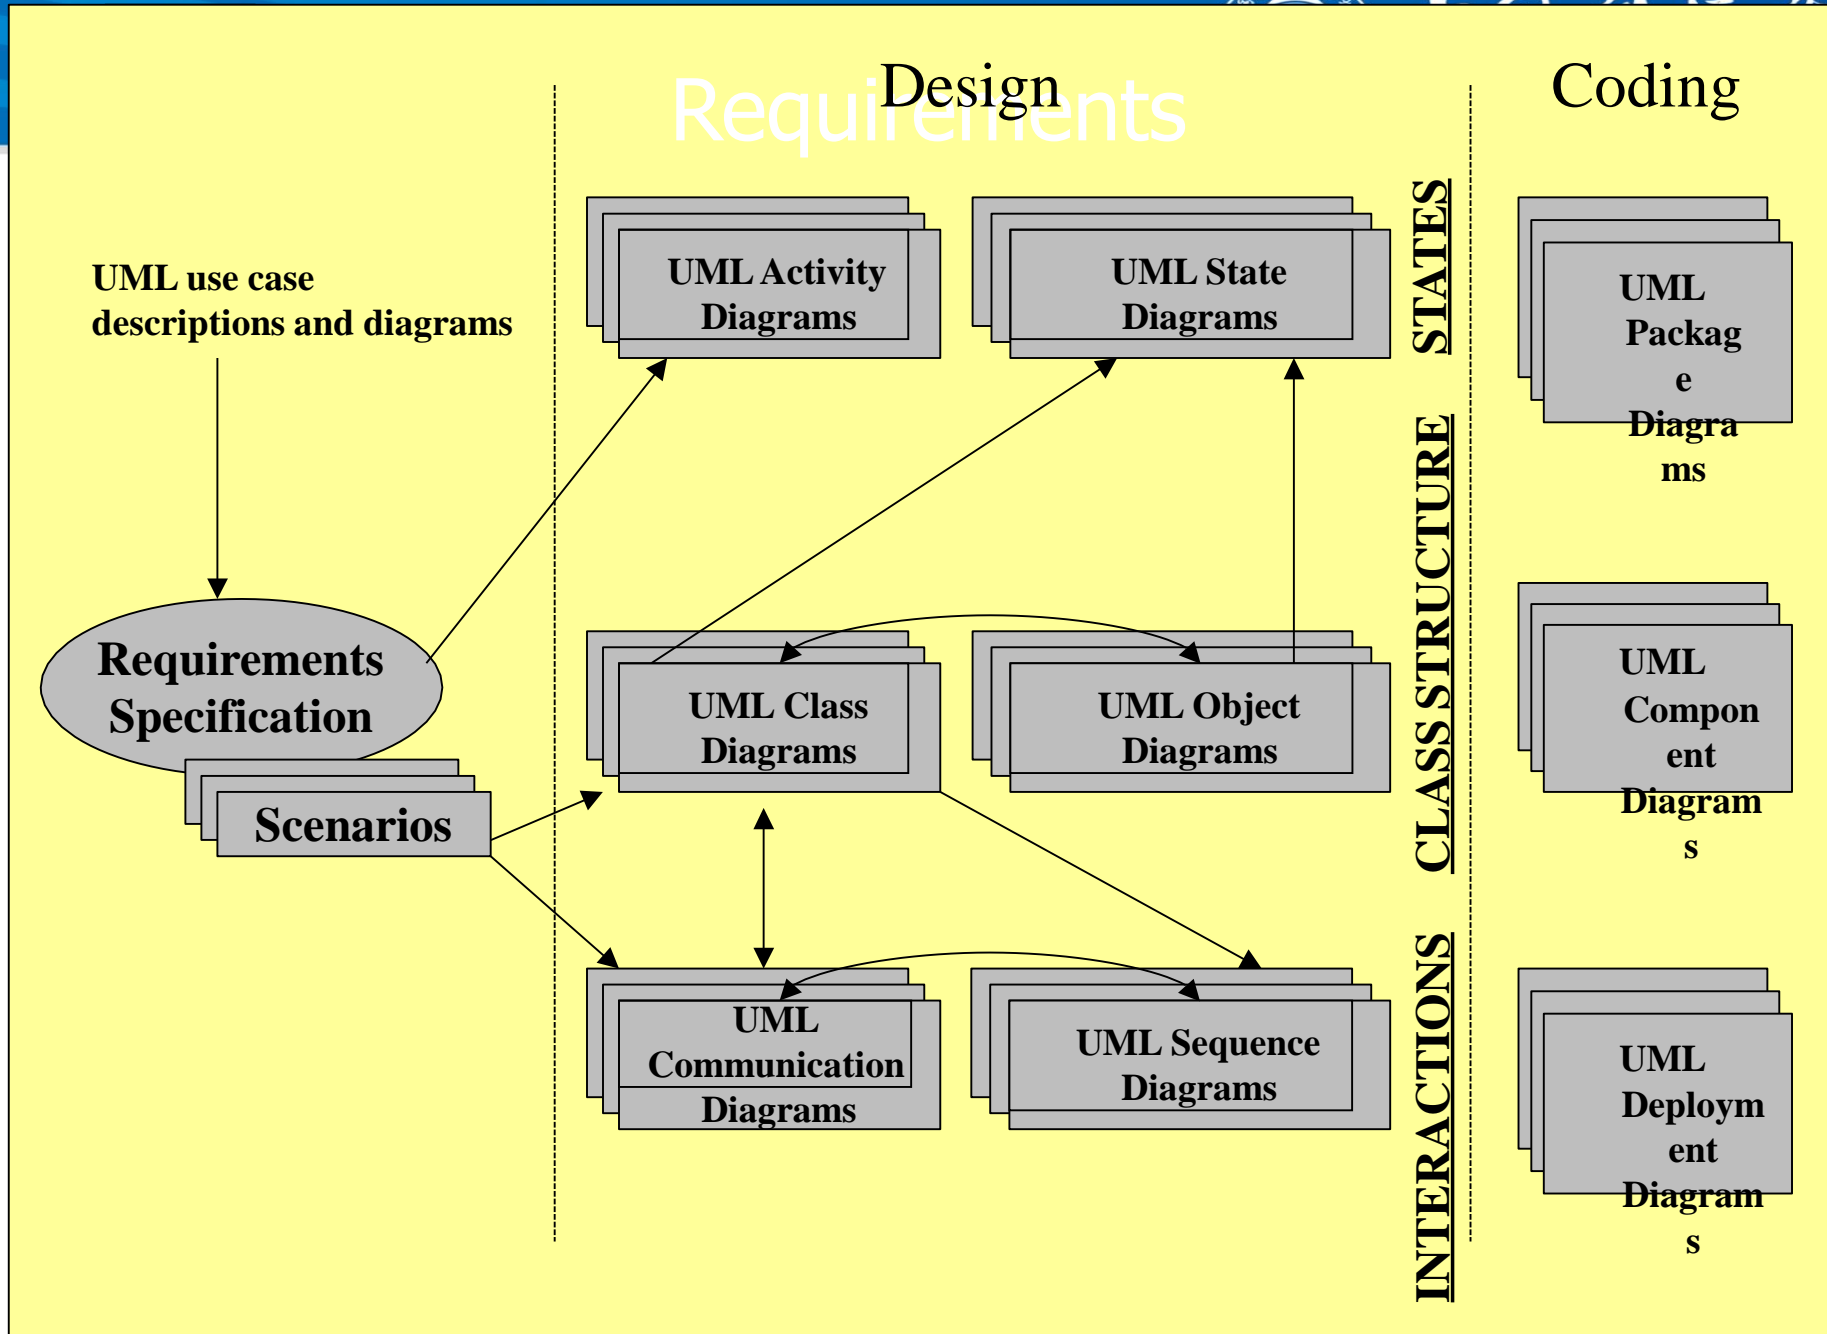 Requirements
Design
Coding
UML use case
descriptions and diagrams
Requirements
Specification
Scenarios
UML Activity
Diagrams
UML State
Diagrams
STATES
UML Class
Diagrams
UML Object
Diagrams
CLASS STRUCTURE
UML
Communication
Diagrams
UML Sequence
Diagrams
INTERACTIONS
UML
Packag
e
Diagra
ms
UML
Compon
ent
Diagram
s
UML
Deploym
ent
Diagram
s